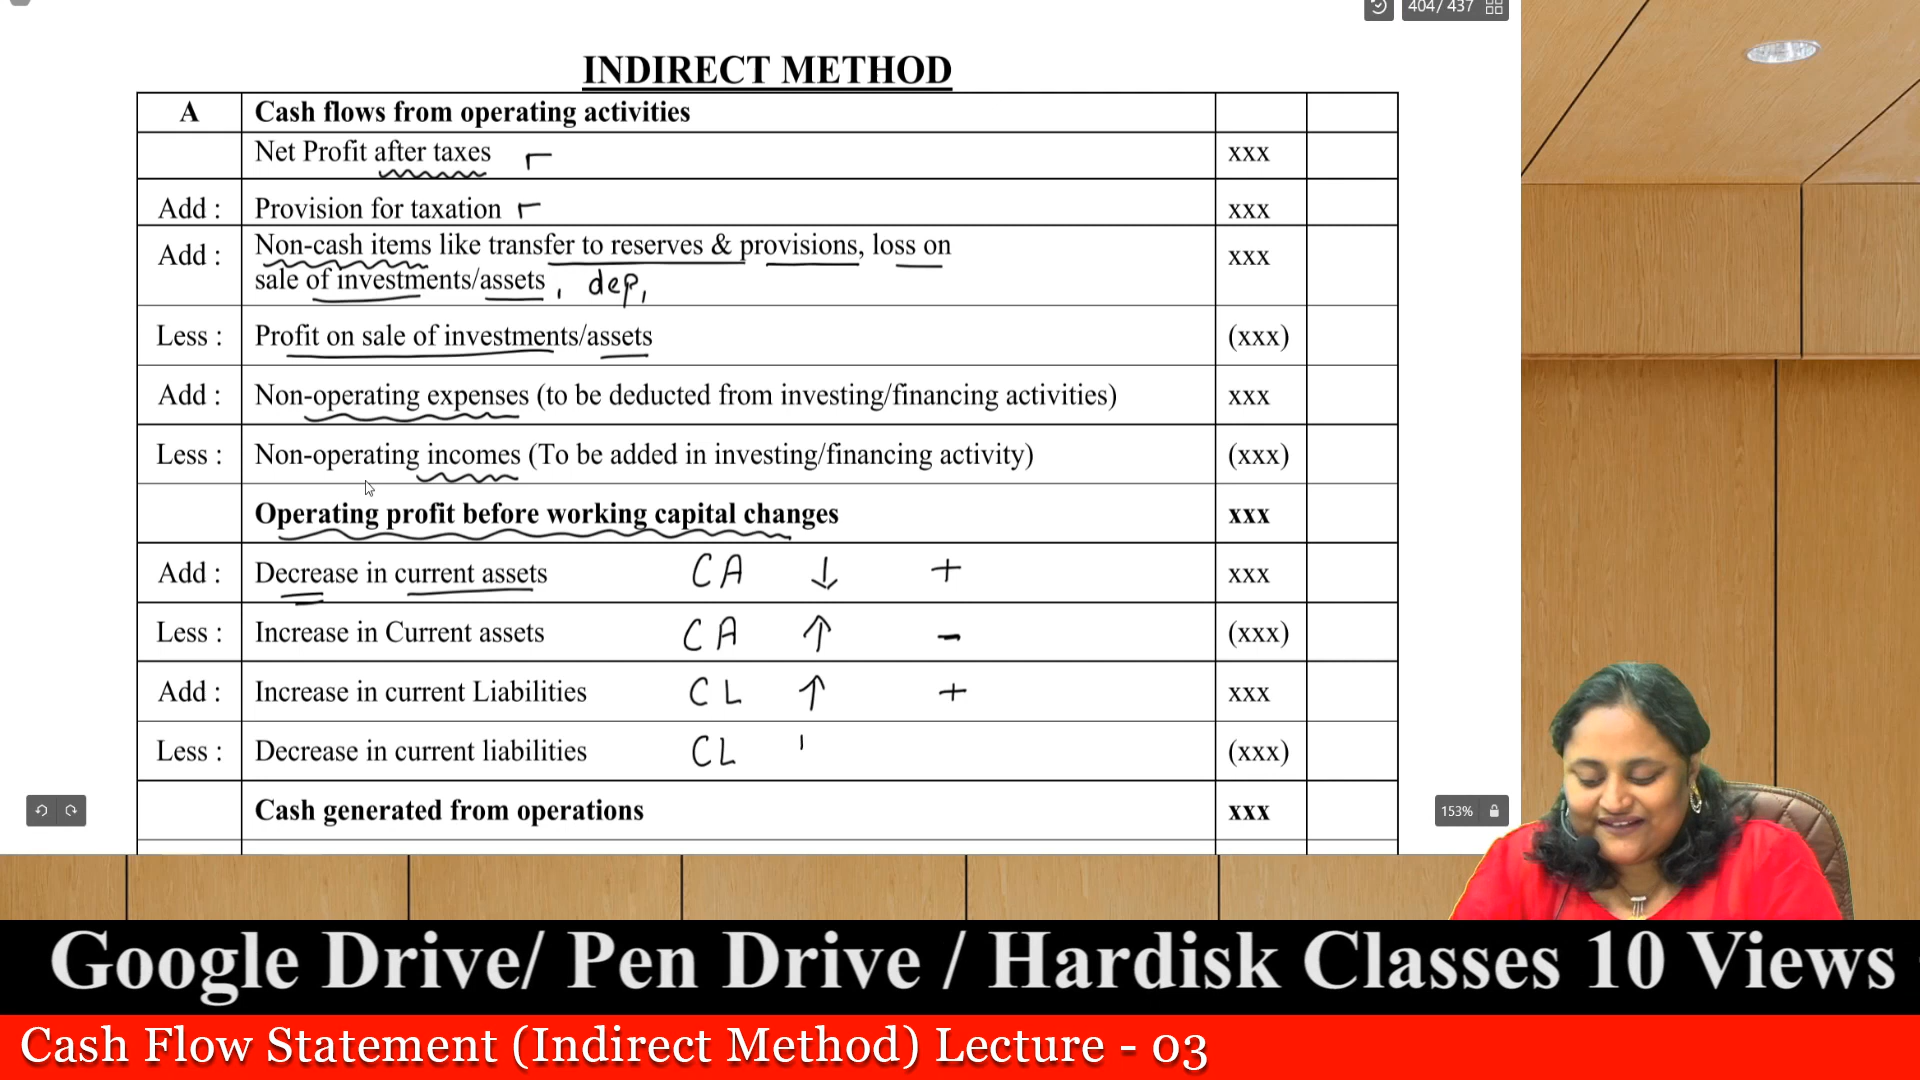 404 / 437
INDIRECT METHOD
A Cash flows from operating activities
Net Profit after taxes xxx
Add : Provision for taxation xxx
Add : Non-cash items like transfer to reserves & provisions, loss on
sale of investments/assets , dep, xxx
Less : Profit on sale of investments/assets (xxx)
Add : Non-operating expenses (to be deducted from investing/financing activities) xxx
Less : Non-operating incomes (To be added in investing/financing activity) (xxx)
Operating profit before working capital changes xxx
Add : Decrease in current assets CA ↓ + xxx
Less : Increase in Current assets CA ↑ - (xxx)
Add : Increase in current Liabilities CL ↑ + xxx
Less : Decrease in current liabilities CL (xxx)
Cash generated from operations xxx
153%
Google Drive/ Pen Drive / Hardisk Classes 10 Views
Cash Flow Statement (Indirect Method) Lecture - 03